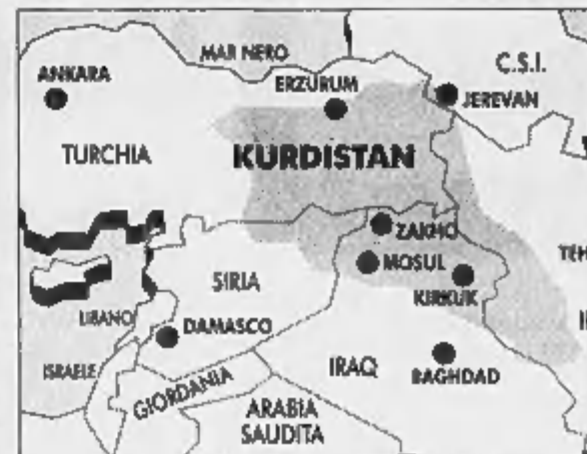 MAR NERO
C.S.I.
ANKARA
ERZURUM
JEREVAN
TURCHIA
KURDISTAN
ZAKHO
TEH
MOSUL
SIRIA
KIRKUK
LIBANO
DAMASCO
ISRAELE
IRAQ
BAGHDAD
GIORDANIA
ARABIA
SAUDITA